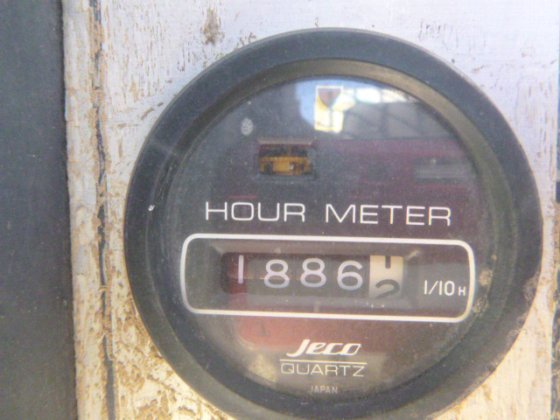 HOUR METER
1886 1/10 H
Jeco
QUARTZ
JAPAN